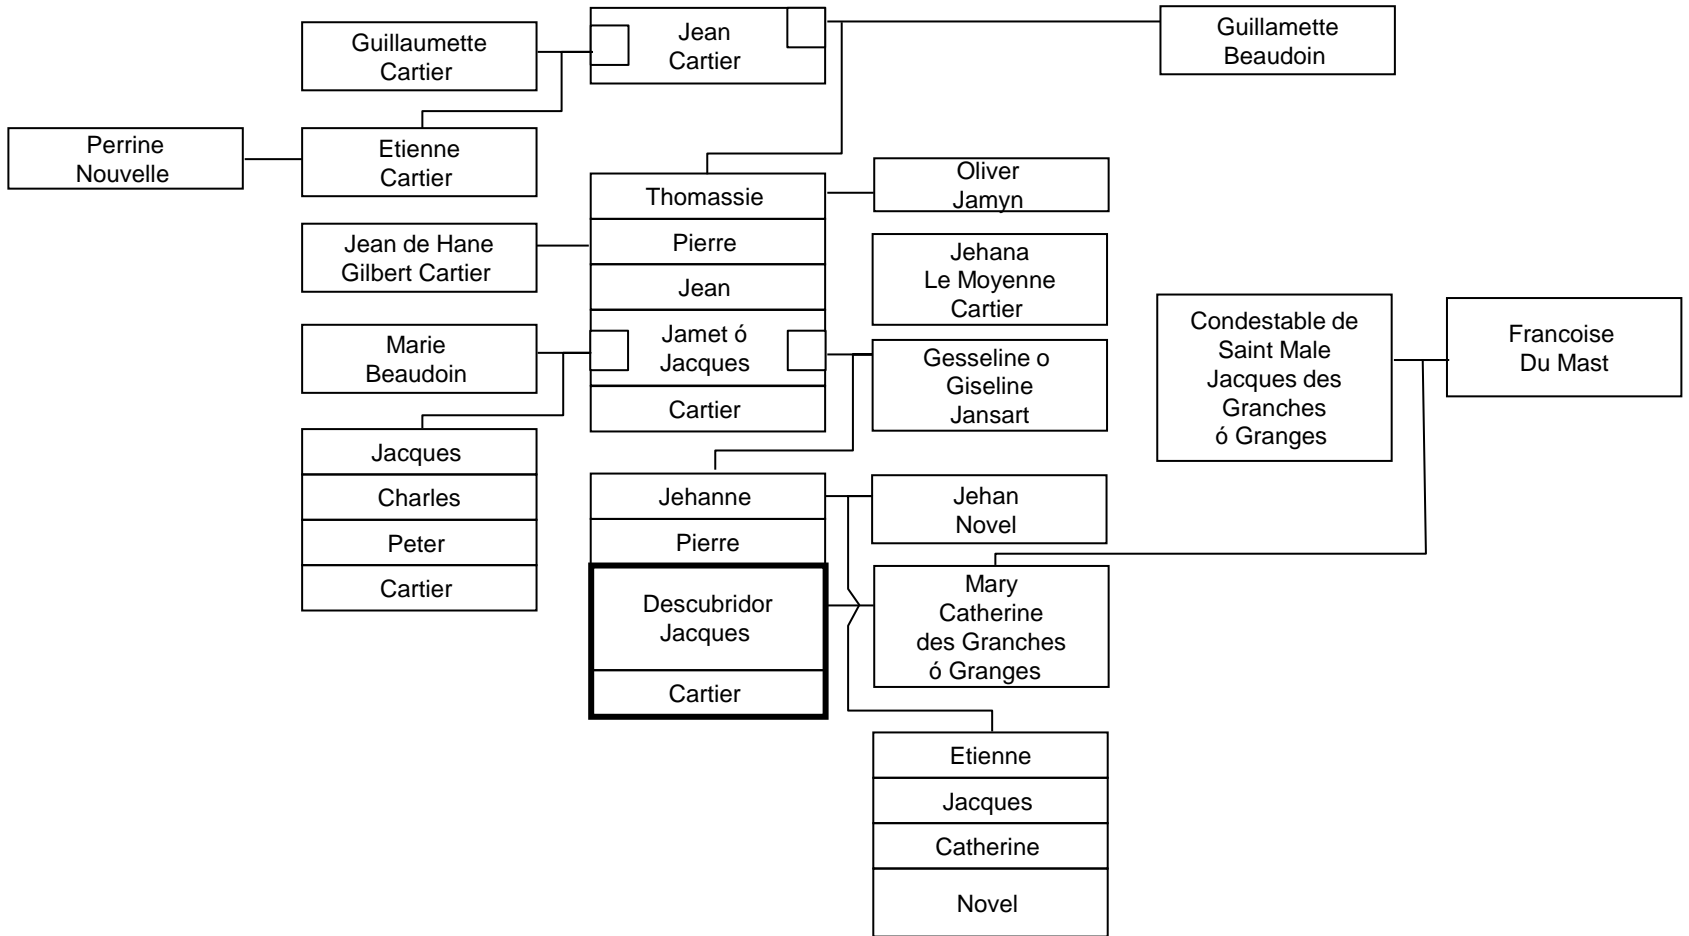 Guillaumette
Cartier
Jean
Cartier
Guillamette
Beaudoin
Perrine
Nouvelle
Etienne
Cartier
Thomassie
Pierre
Jean
Jamet ó
Jacques
Cartier
Oliver
Jamyn
Jean de Hane
Gilbert Cartier
Jehana
Le Moyenne
Cartier
Marie
Beaudoin
Gesseline o
Giseline
Jansart
Condestable de
Saint Male
Jacques des
Granches
ó Granges
Francoise
Du Mast
Jacques
Charles
Peter
Cartier
Jehanne
Pierre
Descubridor
Jacques
Cartier
Jehan
Novel
Mary
Catherine
des Granches
ó Granges
Etienne
Jacques
Catherine
Novel